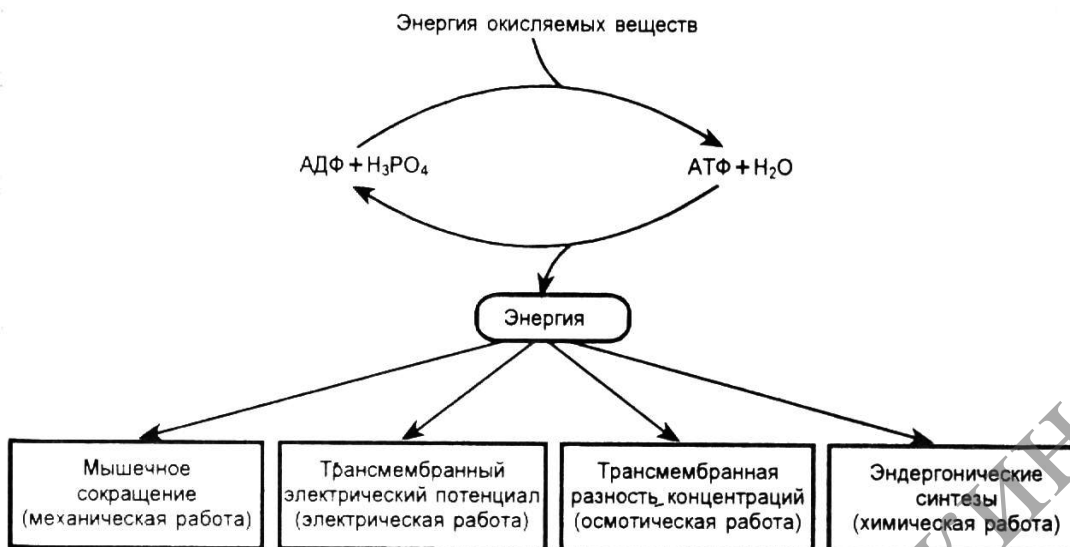 Энергия окисляемых веществ
АДФ + H₃PO₄
АТФ + H₂O
Энергия
Мышечное
сокращение
(механическая работа)
Трансмембранный
электрический потенциал
(электрическая работа)
Трансмембранная
разность концентраций
(осмотическая работа)
Эндергонические
синтезы
(химическая работа)